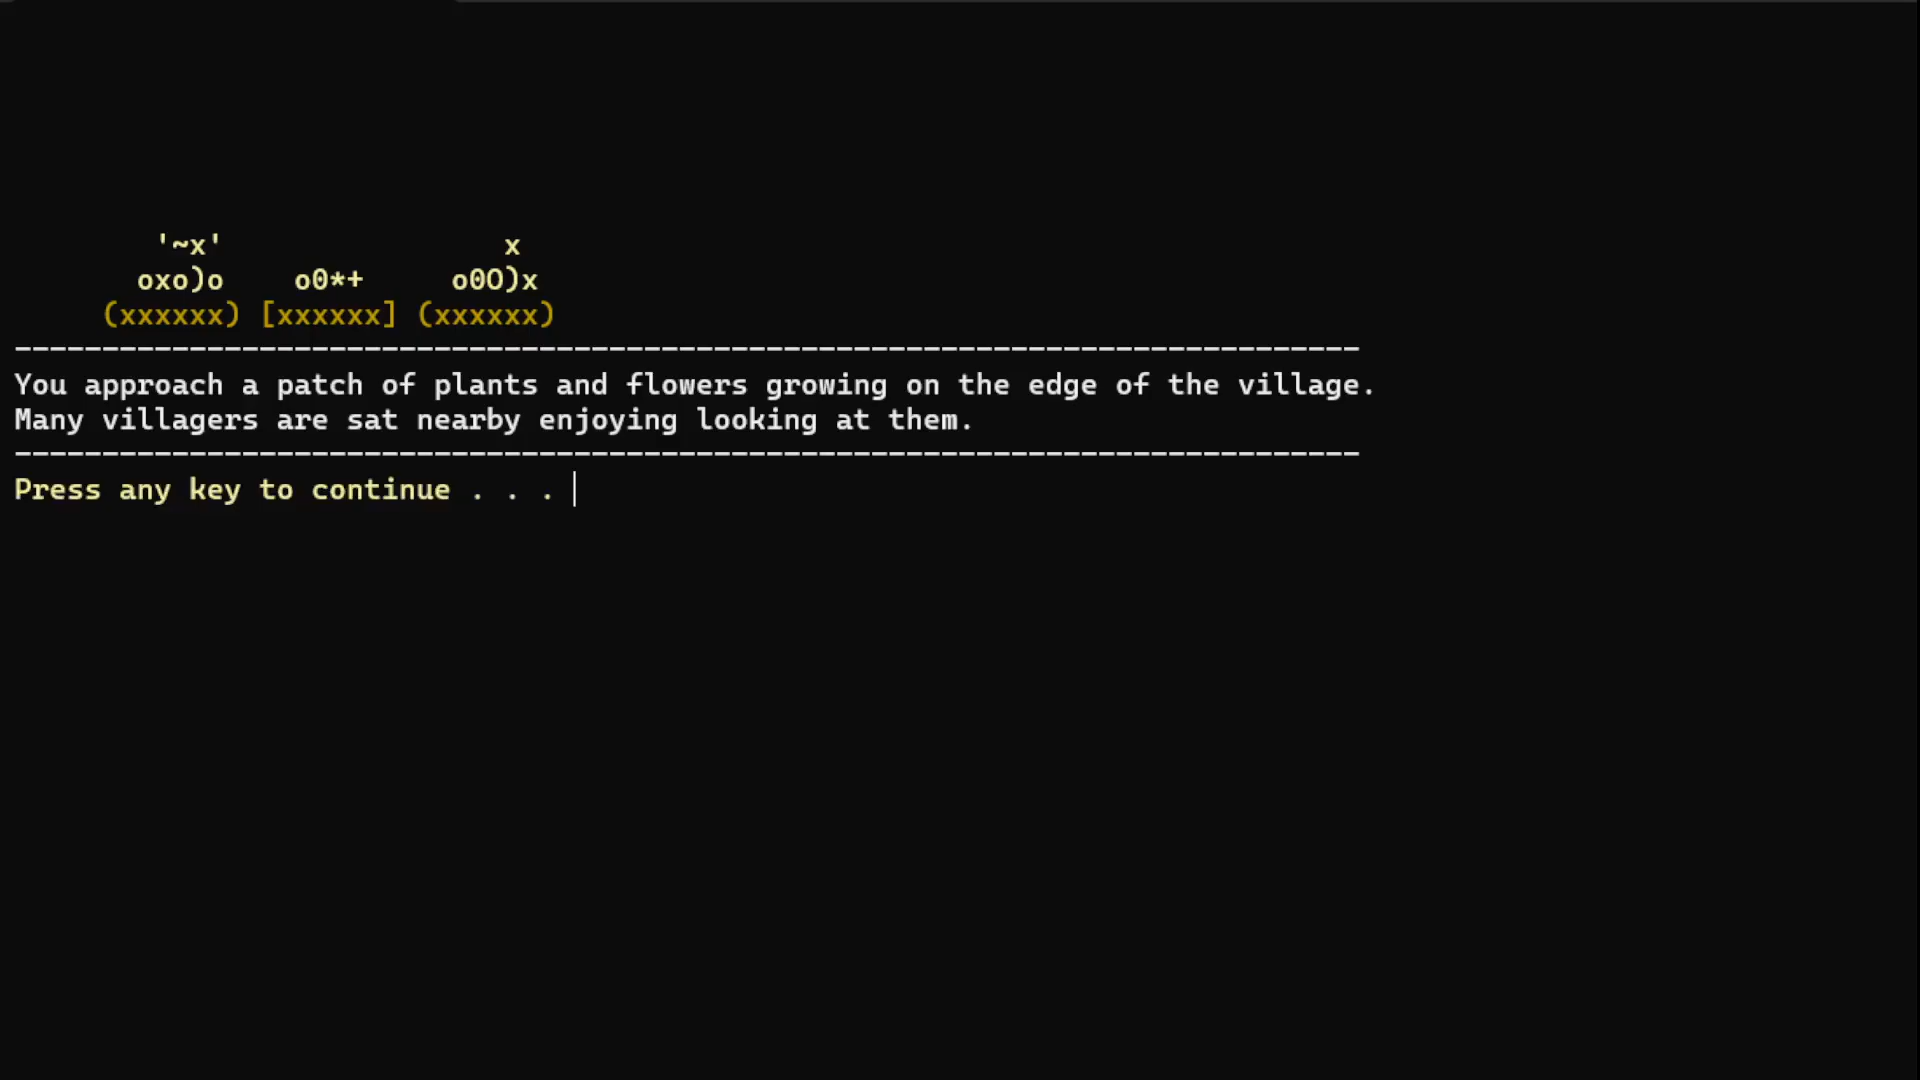 '~x' x
oxo)o o0*+ o0O)x
(xxxxxx) [xxxxxx] (xxxxxx)
-----------------------------------------------------------------------------
You approach a patch of plants and flowers growing on the edge of the village.
Many villagers are sat nearby enjoying looking at them.
-----------------------------------------------------------------------------
Press any key to continue . . .